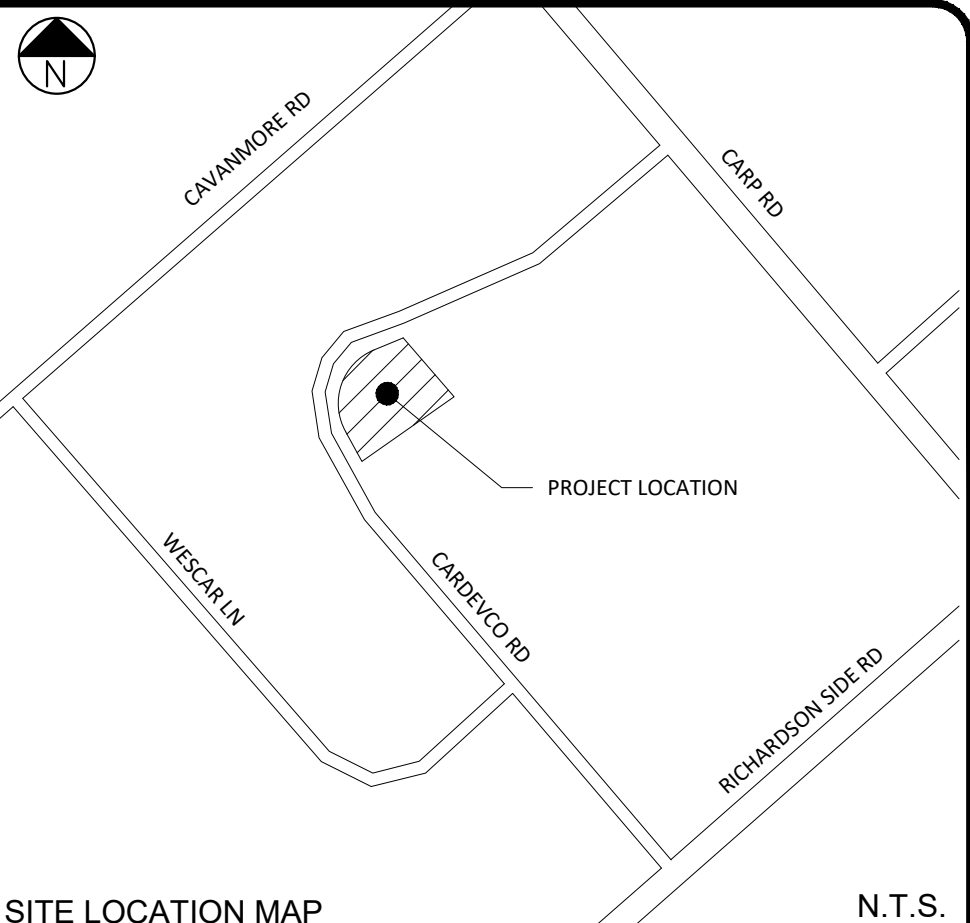 N
CAVANMORE RD
CARP RD
PROJECT LOCATION
WESCAR LN
CARDEVCO RD
RICHARDSON SIDE RD
SITE LOCATION MAP
N.T.S.